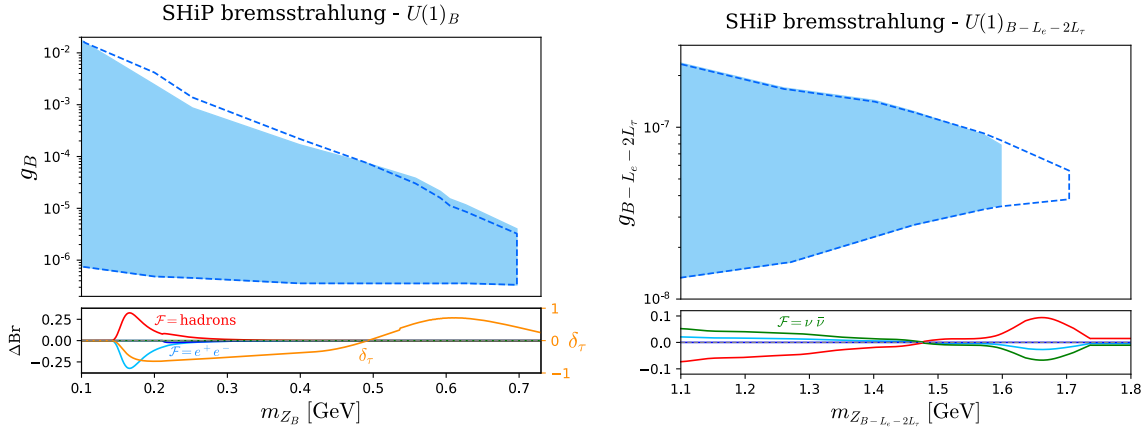 SHiP bremsstrahlung - U(1)_B
g_B
10^{-2}
10^{-3}
10^{-4}
10^{-5}
10^{-6}
ΔBr
0.25
0.00
−0.25
ℱ=hadrons
ℱ=e^+ e^-
δ_τ
1
0
−1
δ_τ
0.1 0.2 0.3 0.4 0.5 0.6 0.7
m_{Z_B} [GeV]
SHiP bremsstrahlung - U(1)_{B−L_e−2L_τ}
g_{B−L_e−2L_τ}
10^{-7}
10^{-8}
0.1
0.0
−0.1
ℱ=ν ν̄
1.1 1.2 1.3 1.4 1.5 1.6 1.7 1.8
m_{Z_{B−L_e−2L_τ}} [GeV]